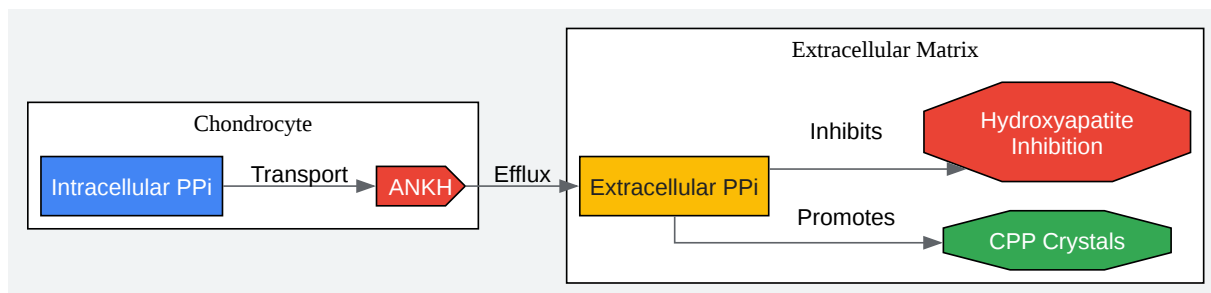 Extracellular Matrix
Chondrocyte
Intracellular PPi
Transport
ANKH
Efflux
Extracellular PPi
Inhibits
Hydroxyapatite
Inhibition
Promotes
CPP Crystals